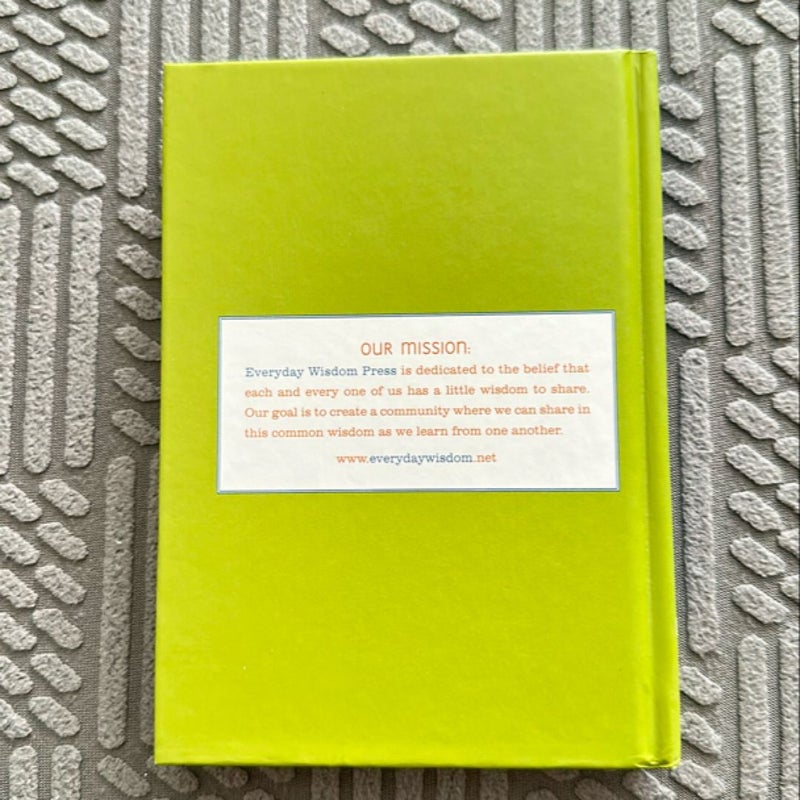 OUR MISSION:
Everyday Wisdom Press is dedicated to the belief that
each and every one of us has a little wisdom to share.
Our goal is to create a community where we can share in
this common wisdom as we learn from one another.
www.everydaywisdom.net